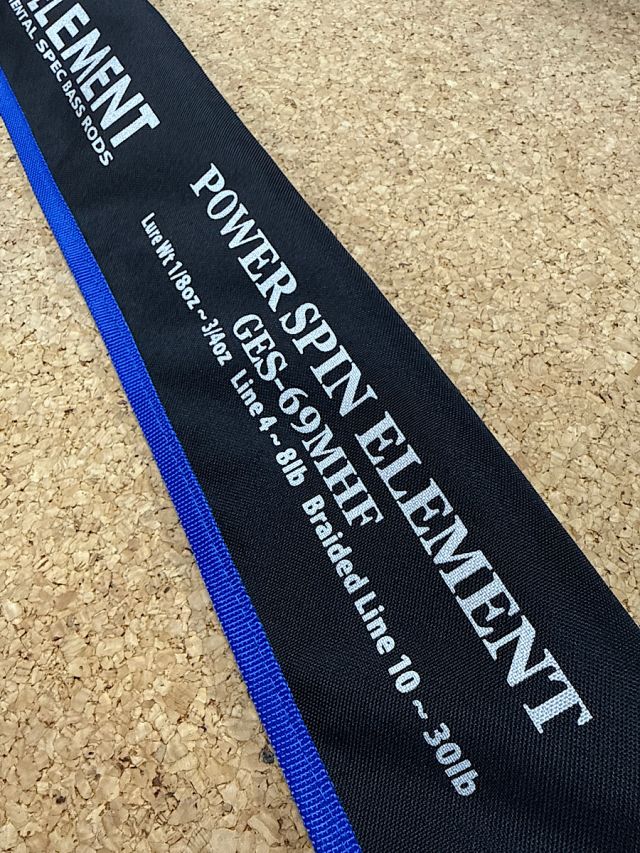 ELEMENT
MENTAL SPEC BASS RODS
POWER SPIN ELEMENT
GES-69MHF
Lure Wt 1/8oz ~ 3/4oz Line 4 ~ 8lb Braided Line 10 ~ 30lb